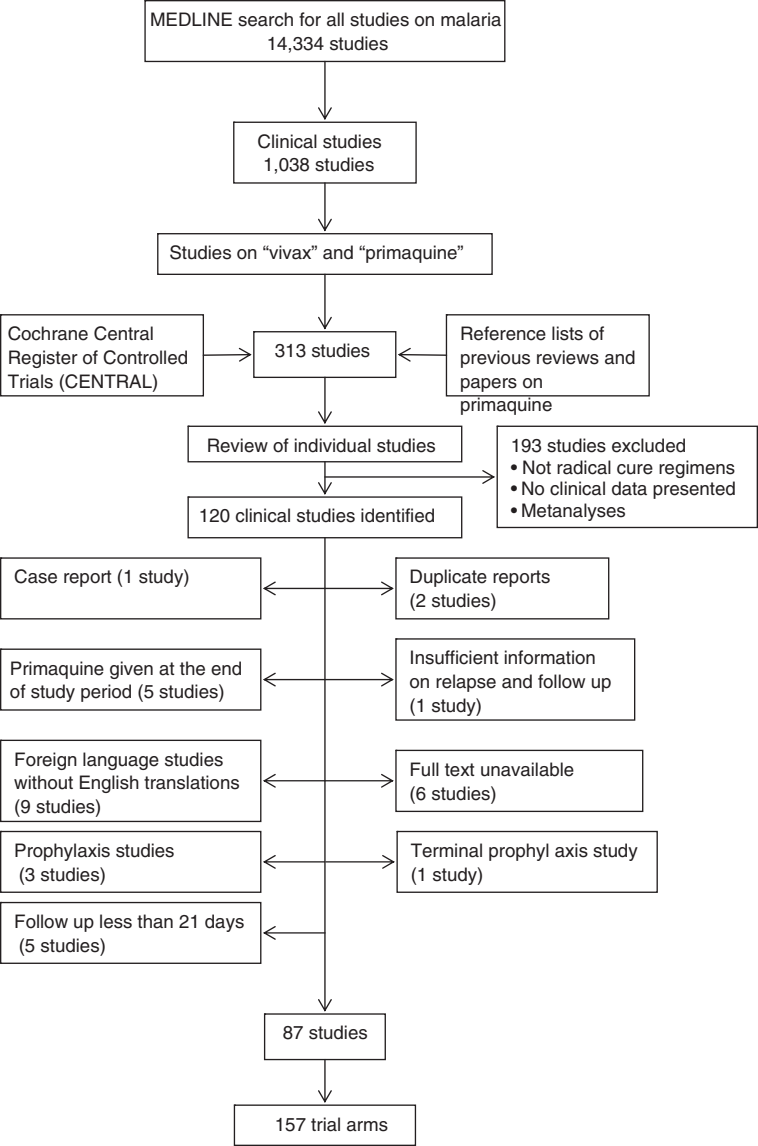 MEDLINE search for all studies on malaria
14,334 studies
Clinical studies
1,038 studies
Studies on “vivax” and “primaquine”
Cochrane Central
Register of Controlled
Trials (CENTRAL)
313 studies
Reference lists of
previous reviews and
papers on
primaquine
Review of individual studies
193 studies excluded
• Not radical cure regimens
• No clinical data presented
• Metanalyses
120 clinical studies identified
Case report (1 study)
Duplicate reports
(2 studies)
Primaquine given at the end
of study period (5 studies)
Insufficient information
on relapse and follow up
(1 study)
Foreign language studies
without English translations
(9 studies)
Full text unavailable
(6 studies)
Prophylaxis studies
(3 studies)
Terminal prophyl axis study
(1 study)
Follow up less than 21 days
(5 studies)
87 studies
157 trial arms